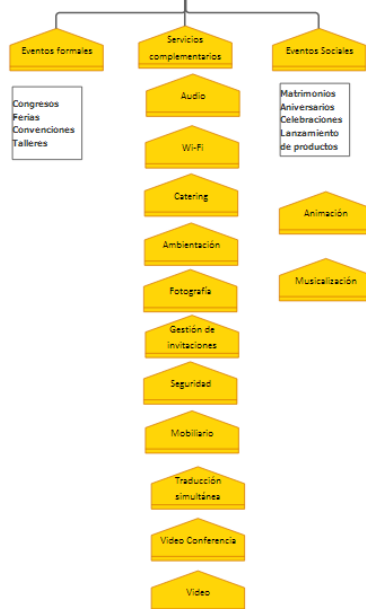 Eventos formales
Servicios
complementarios
Eventos Sociales
Congresos
Ferias
Convenciones
Talleres
Audio
Wi-Fi
Catering
Ambientación
Fotografía
Gestión de
invitaciones
Seguridad
Mobiliario
Traducción
simultánea
Video Conferencia
Video
Matrimonios
Aniversarios
Celebraciones
Lanzamiento
de productos
Animación
Musicalización